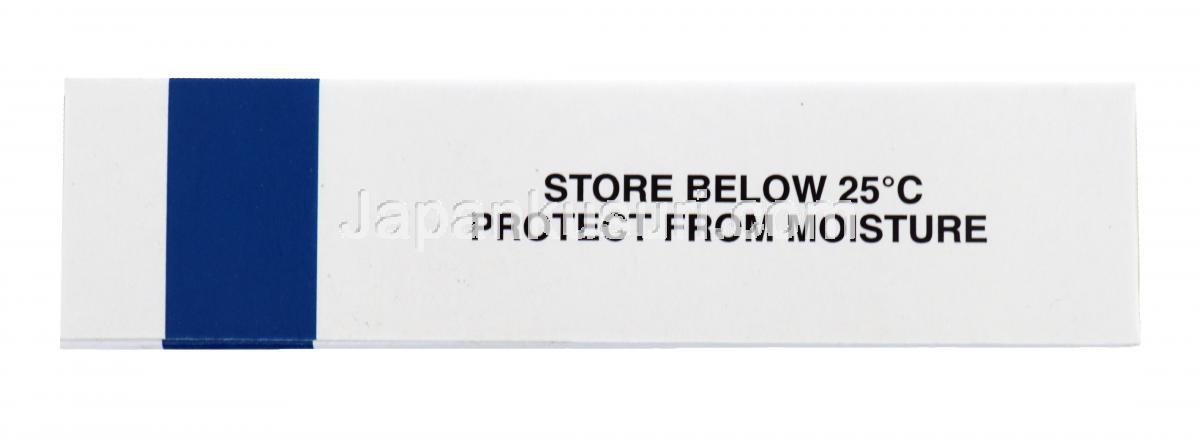 STORE BELOW 25°C
Japankusuri.com
PROTECT FROM MOISTURE